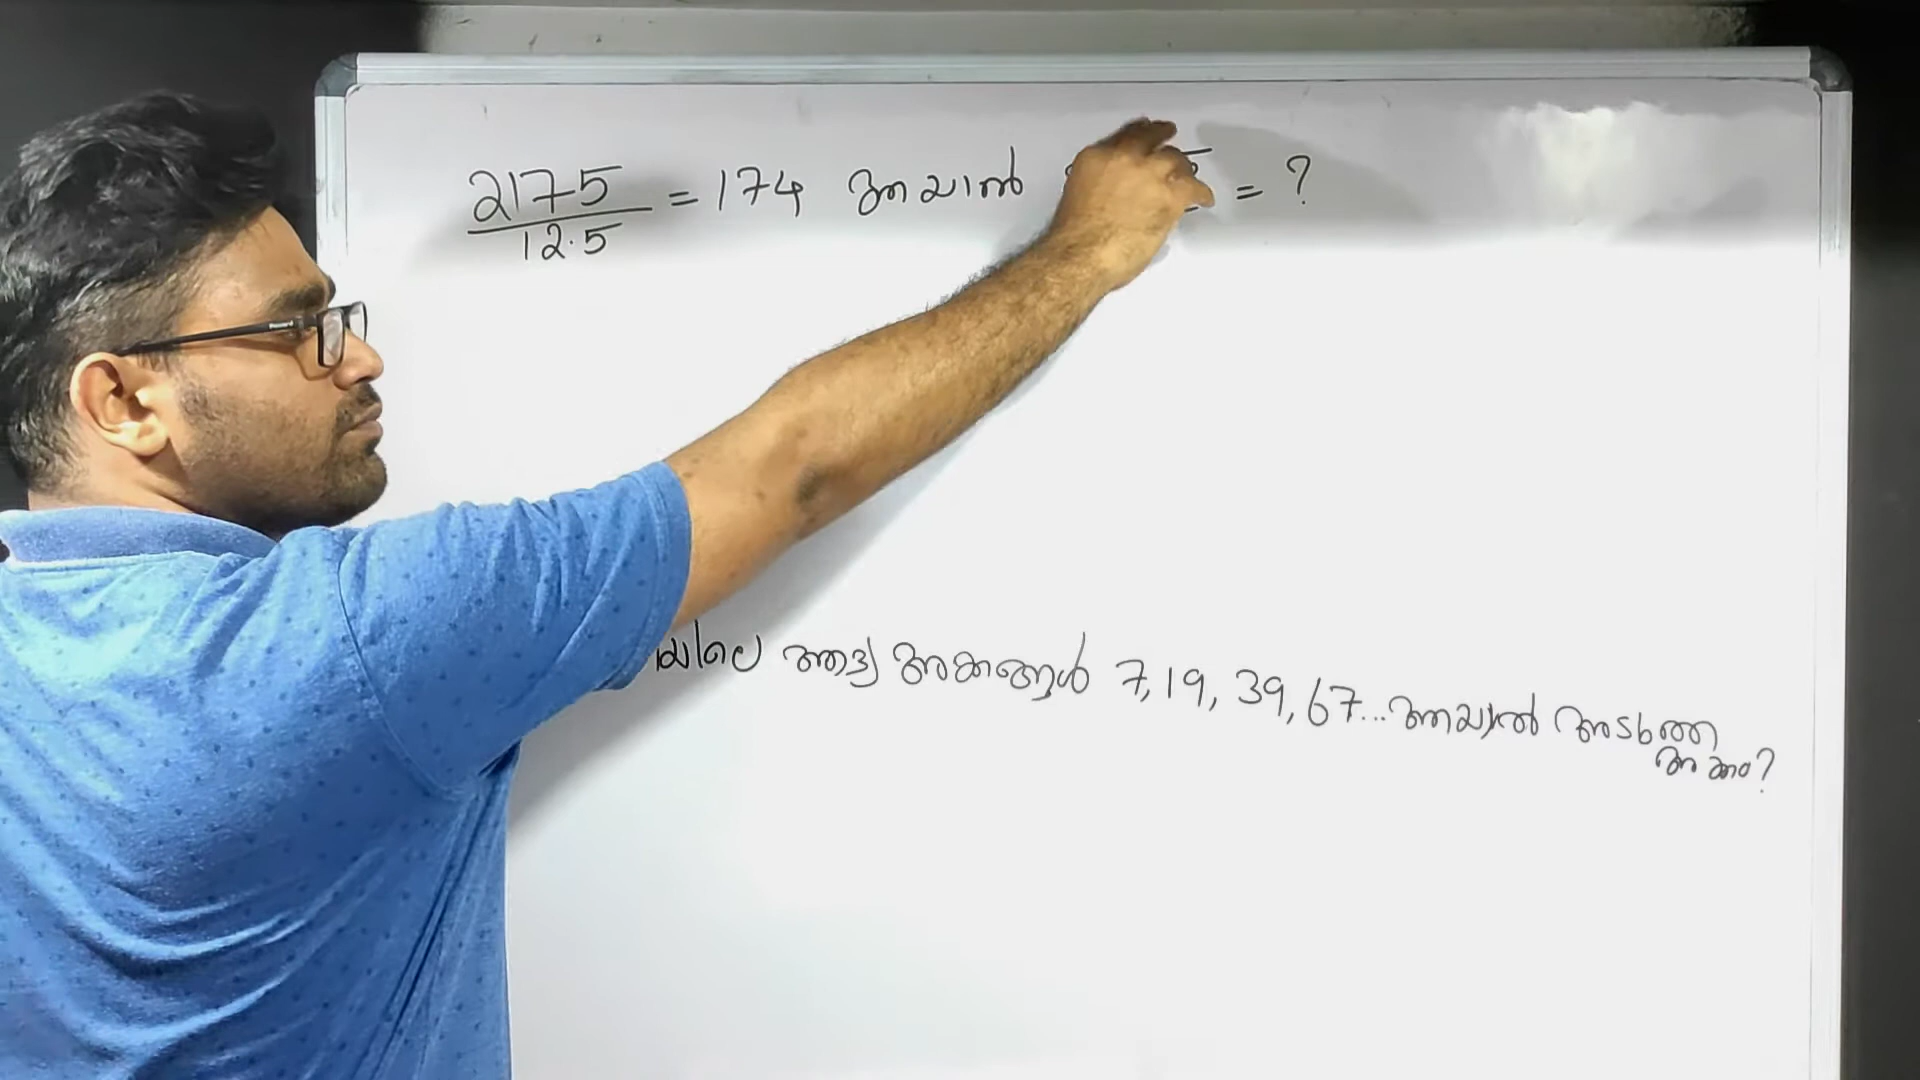 2175/12.5 = 174 ആയാൽ = ?
ആദ്യ അക്കങ്ങൾ 7, 19, 39, 67... ആയാൽ അടുത്ത
അക്കം?